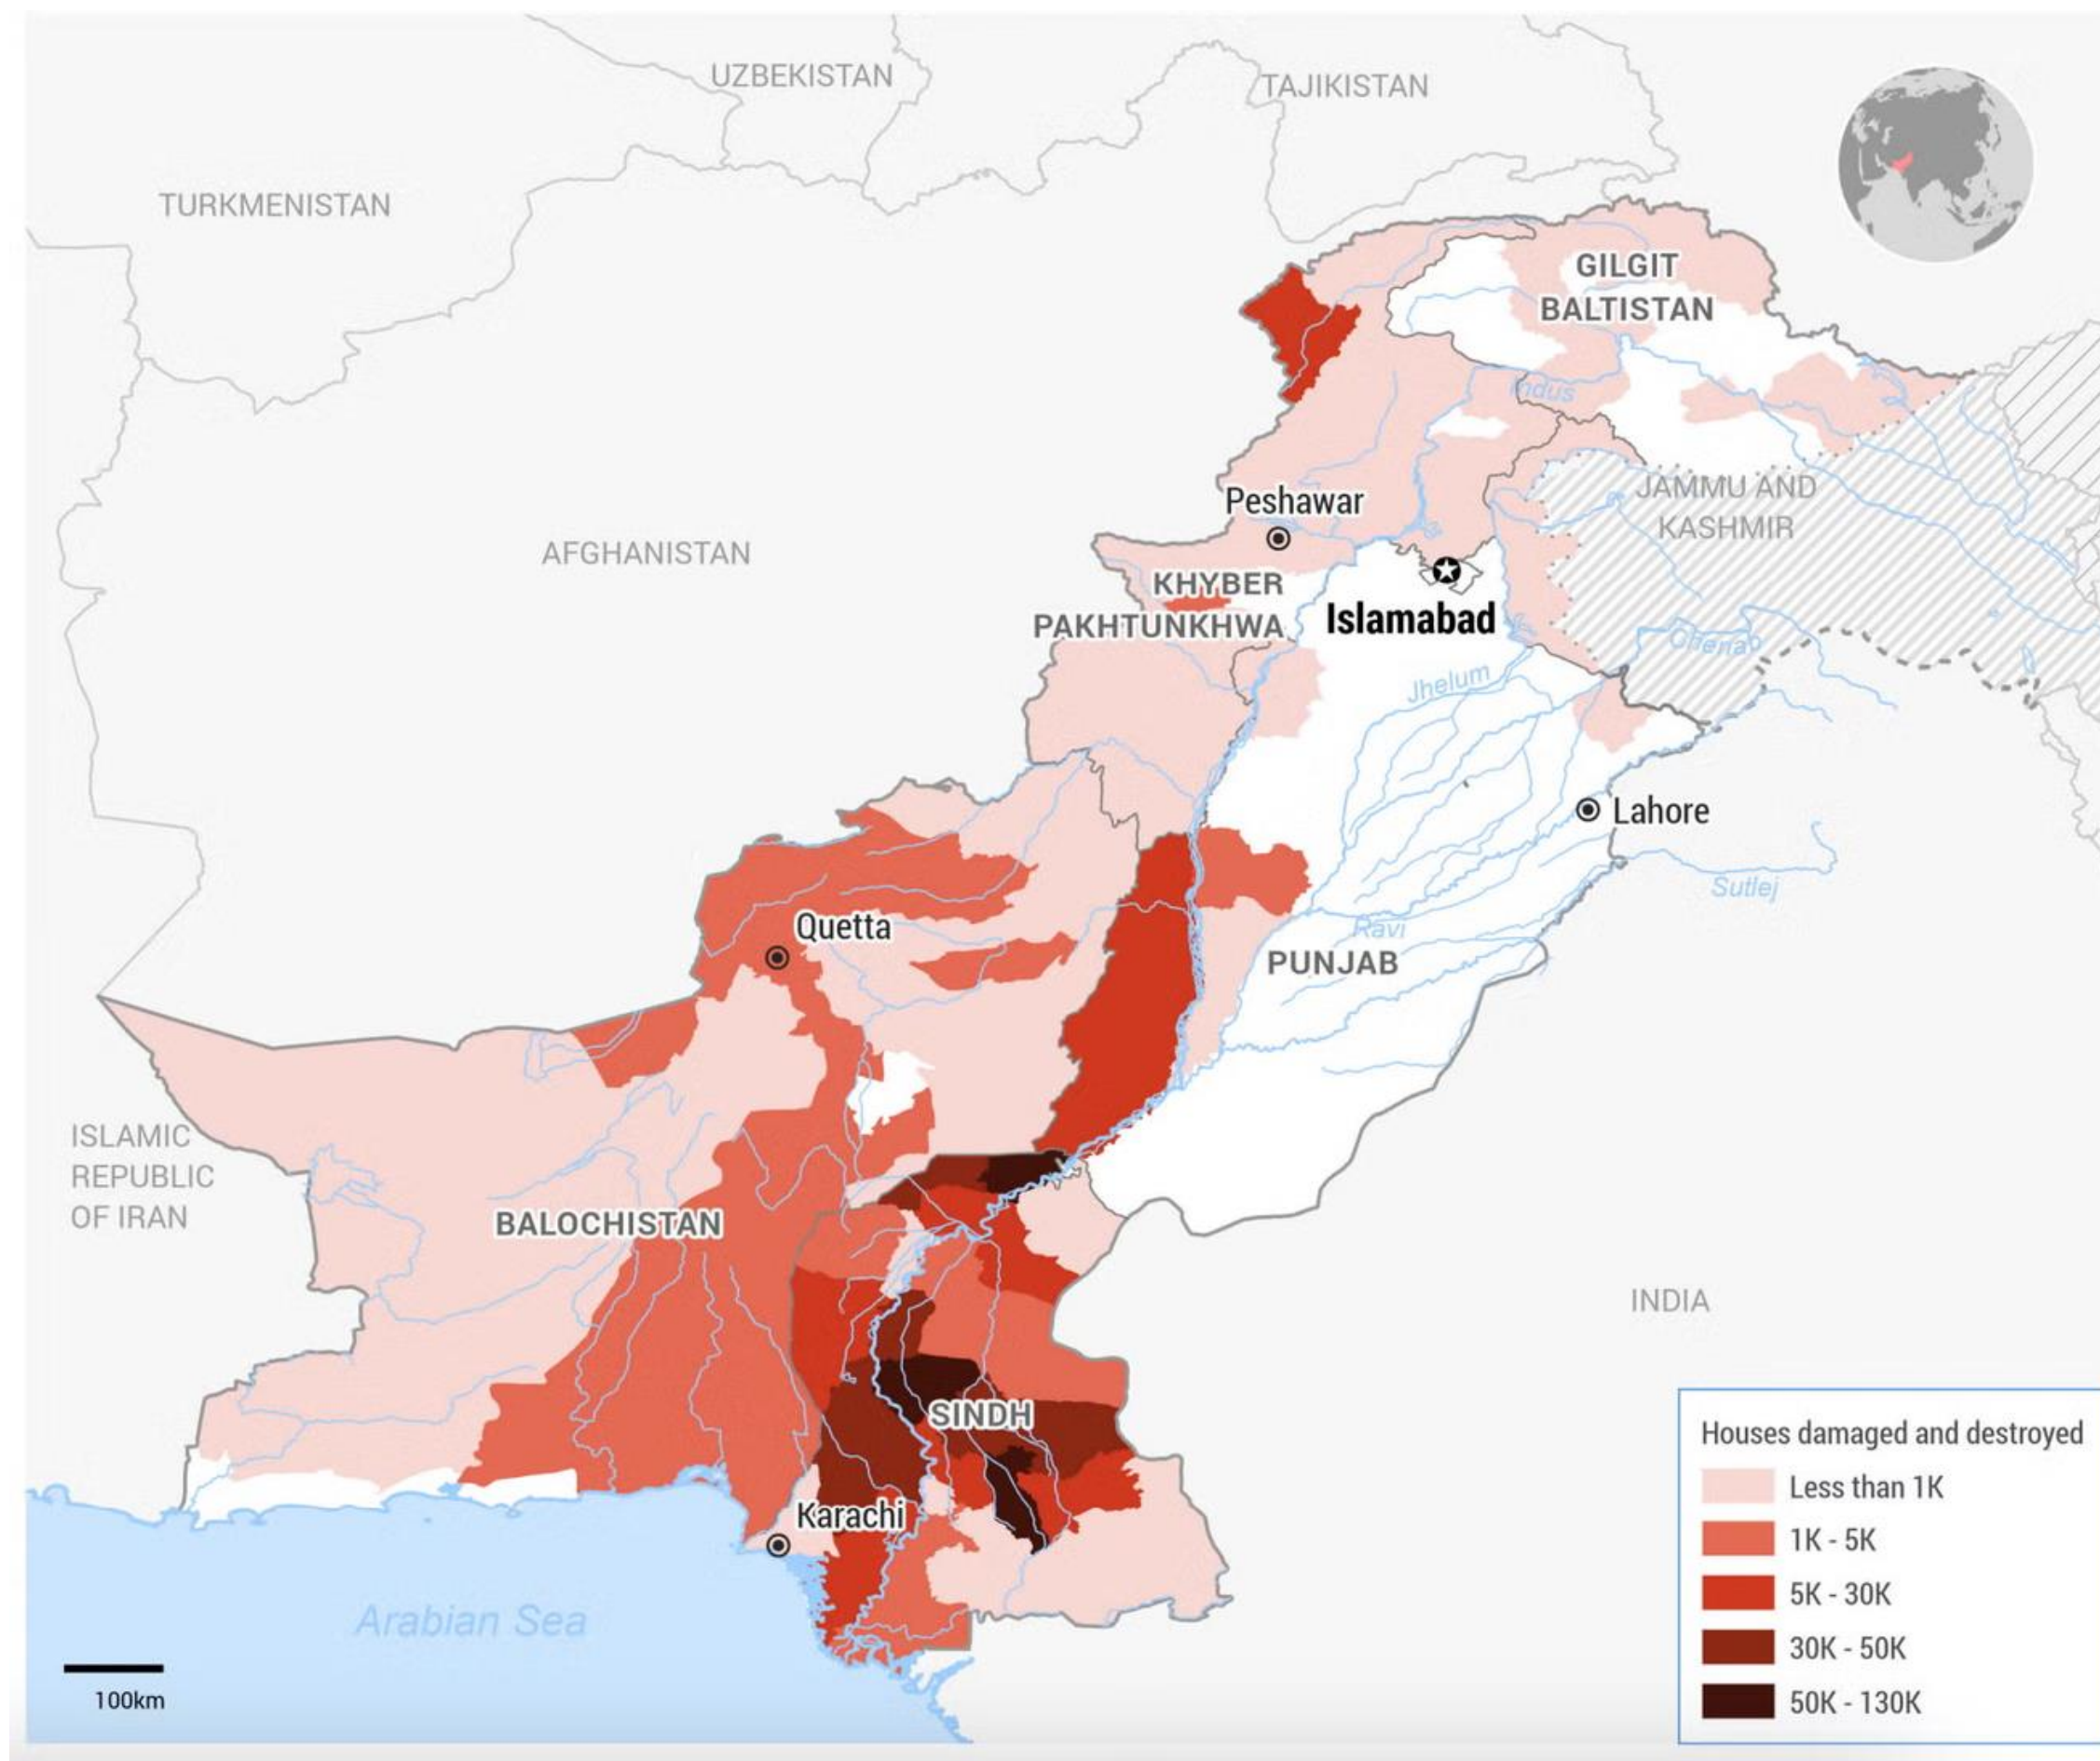 UZBEKISTAN
TAJIKISTAN
TURKMENISTAN
GILGIT
BALTISTAN
Indus
JAMMU AND
KASHMIR
Peshawar
AFGHANISTAN
KHYBER
PAKHTUNKHWA
Islamabad
Chenab
Jhelum
Lahore
Sutlej
Quetta
Ravi
PUNJAB
ISLAMIC
REPUBLIC
OF IRAN
BALOCHISTAN
INDIA
SINDH
Karachi
Arabian Sea
100km
Houses damaged and destroyed
Less than 1K
1K - 5K
5K - 30K
30K - 50K
50K - 130K